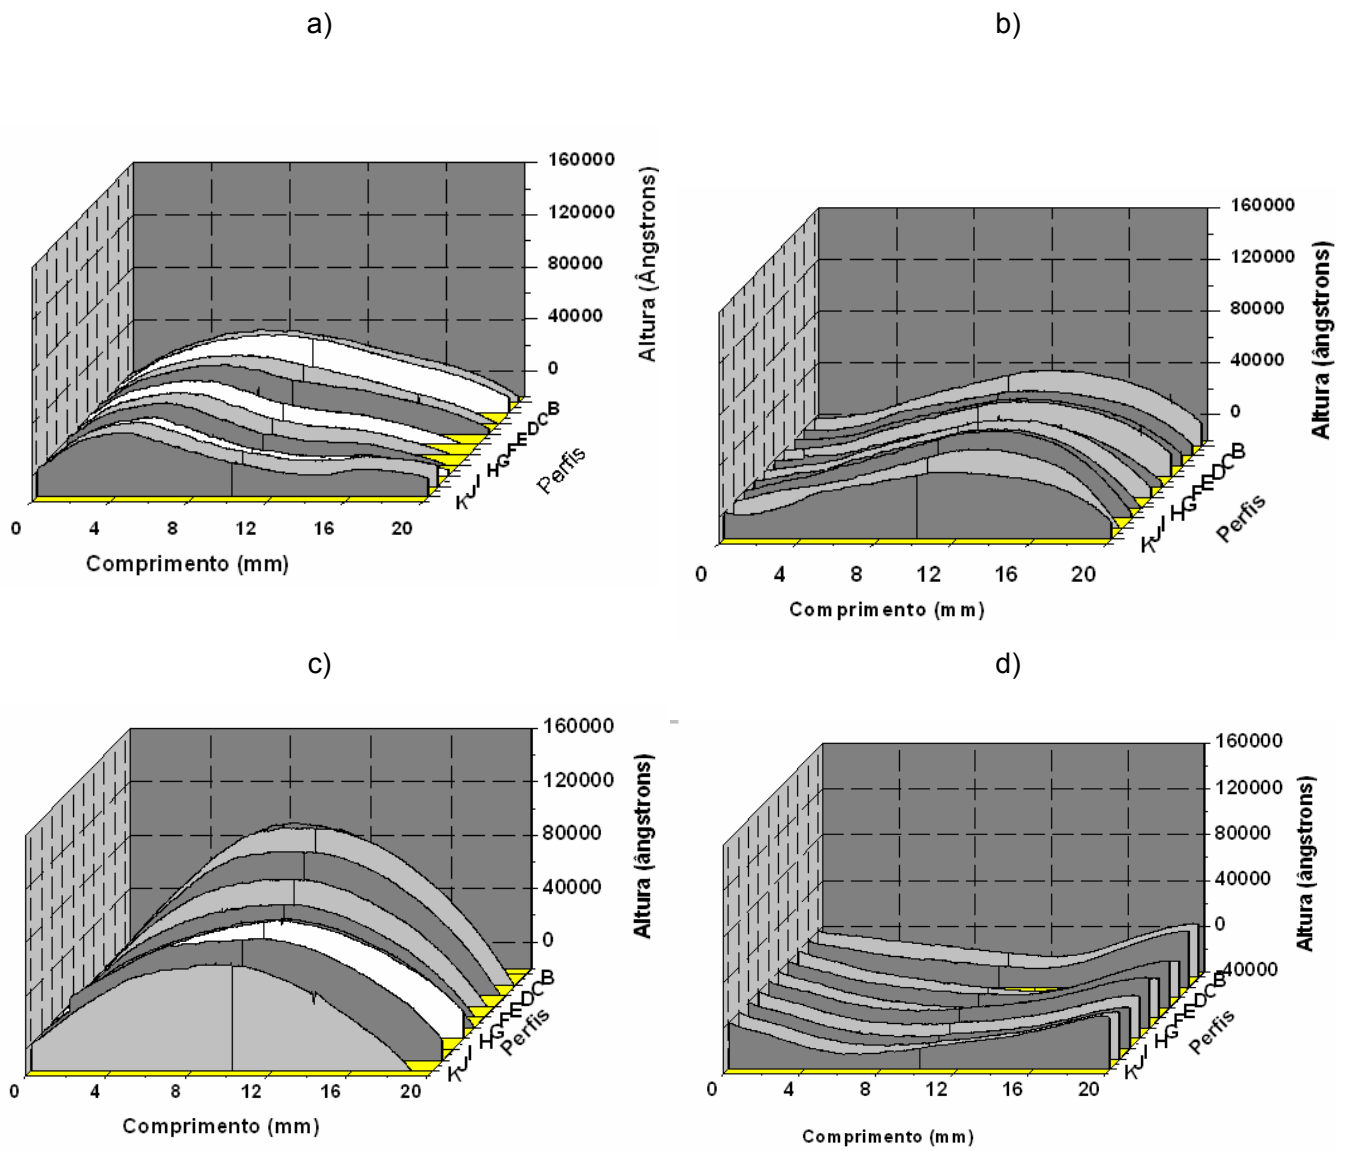 a)
b)
160000
120000
80000
40000
0
Altura (Ângstrons)
B
C
D
E
F
G
H
I
J
K
Perfis
0 4 8 12 16 20
Comprimento (mm)
160000
120000
80000
40000
0
Altura (ângstrons)
B
C
D
E
F
G
H
I
J
K
Perfis
0 4 8 12 16 20
Comprimento (mm)
c)
d)
160000
120000
80000
40000
0
Altura (ângstrons)
B
C
D
E
F
G
H
I
J
K
Perfis
0 4 8 12 16 20
Comprimento (mm)
160000
120000
80000
40000
0
40000
Altura (ângstrons)
B
C
D
E
F
G
H
I
J
K
Perfis
0 4 8 12 16 20
Comprimento (mm)